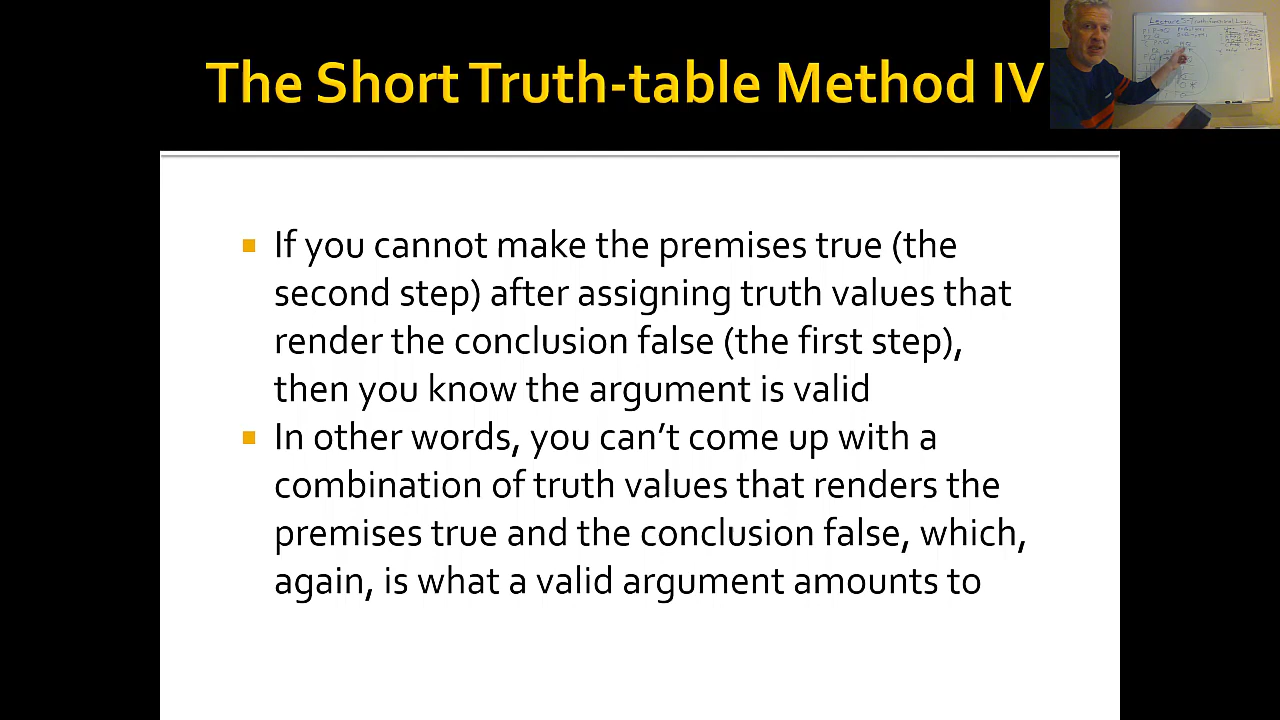 The Short Truth-table Method IV
If you cannot make the premises true (the
second step) after assigning truth values that
render the conclusion false (the first step),
then you know the argument is valid
In other words, you can’t come up with a
combination of truth values that renders the
premises true and the conclusion false, which,
again, is what a valid argument amounts to